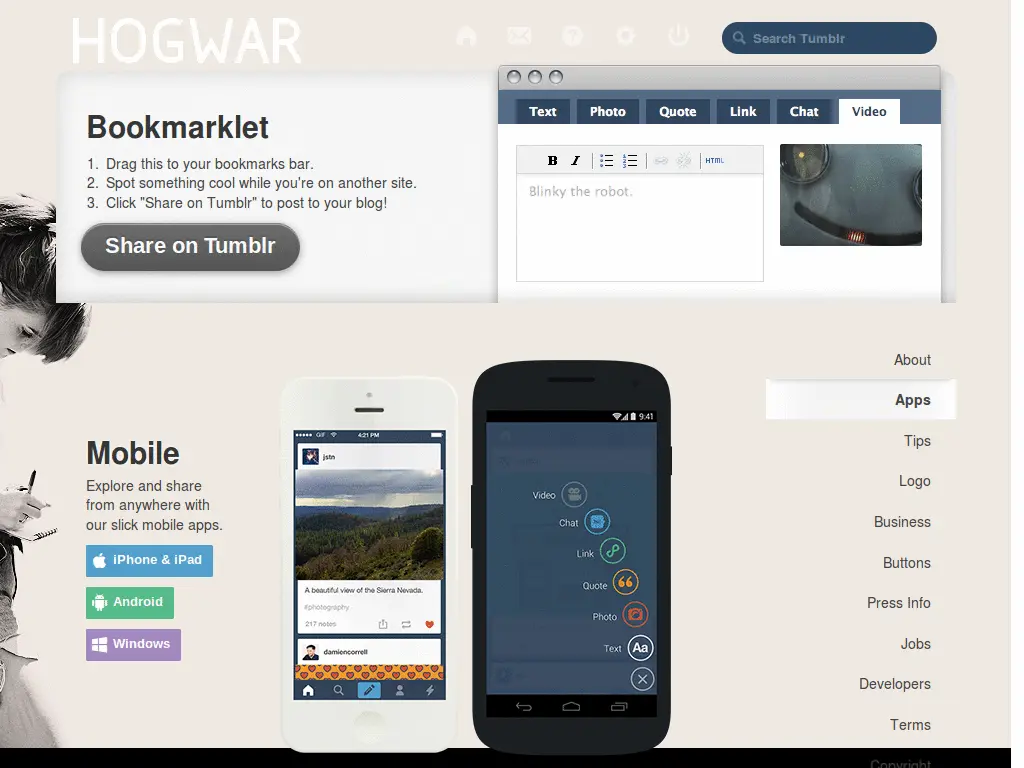 HOGWAR
Search Tumblr
Bookmarklet
1. Drag this to your bookmarks bar.
2. Spot something cool while you're on another site.
3. Click "Share on Tumblr" to post to your blog!
Share on Tumblr
Text Photo Quote Link Chat Video
B I HTML
Blinky the robot.
About
Apps
Tips
Logo
Business
Buttons
Press Info
Jobs
Developers
Terms
Copyright
Mobile
Explore and share
from anywhere with
our slick mobile apps.
iPhone & iPad
Android
Windows
GIF 4:21 PM
jstn
A beautiful view of the Sierra Nevada.
#photography
217 notes
damiencorrell
9:41
Video
Chat
Link
Quote
Photo
Text Aa